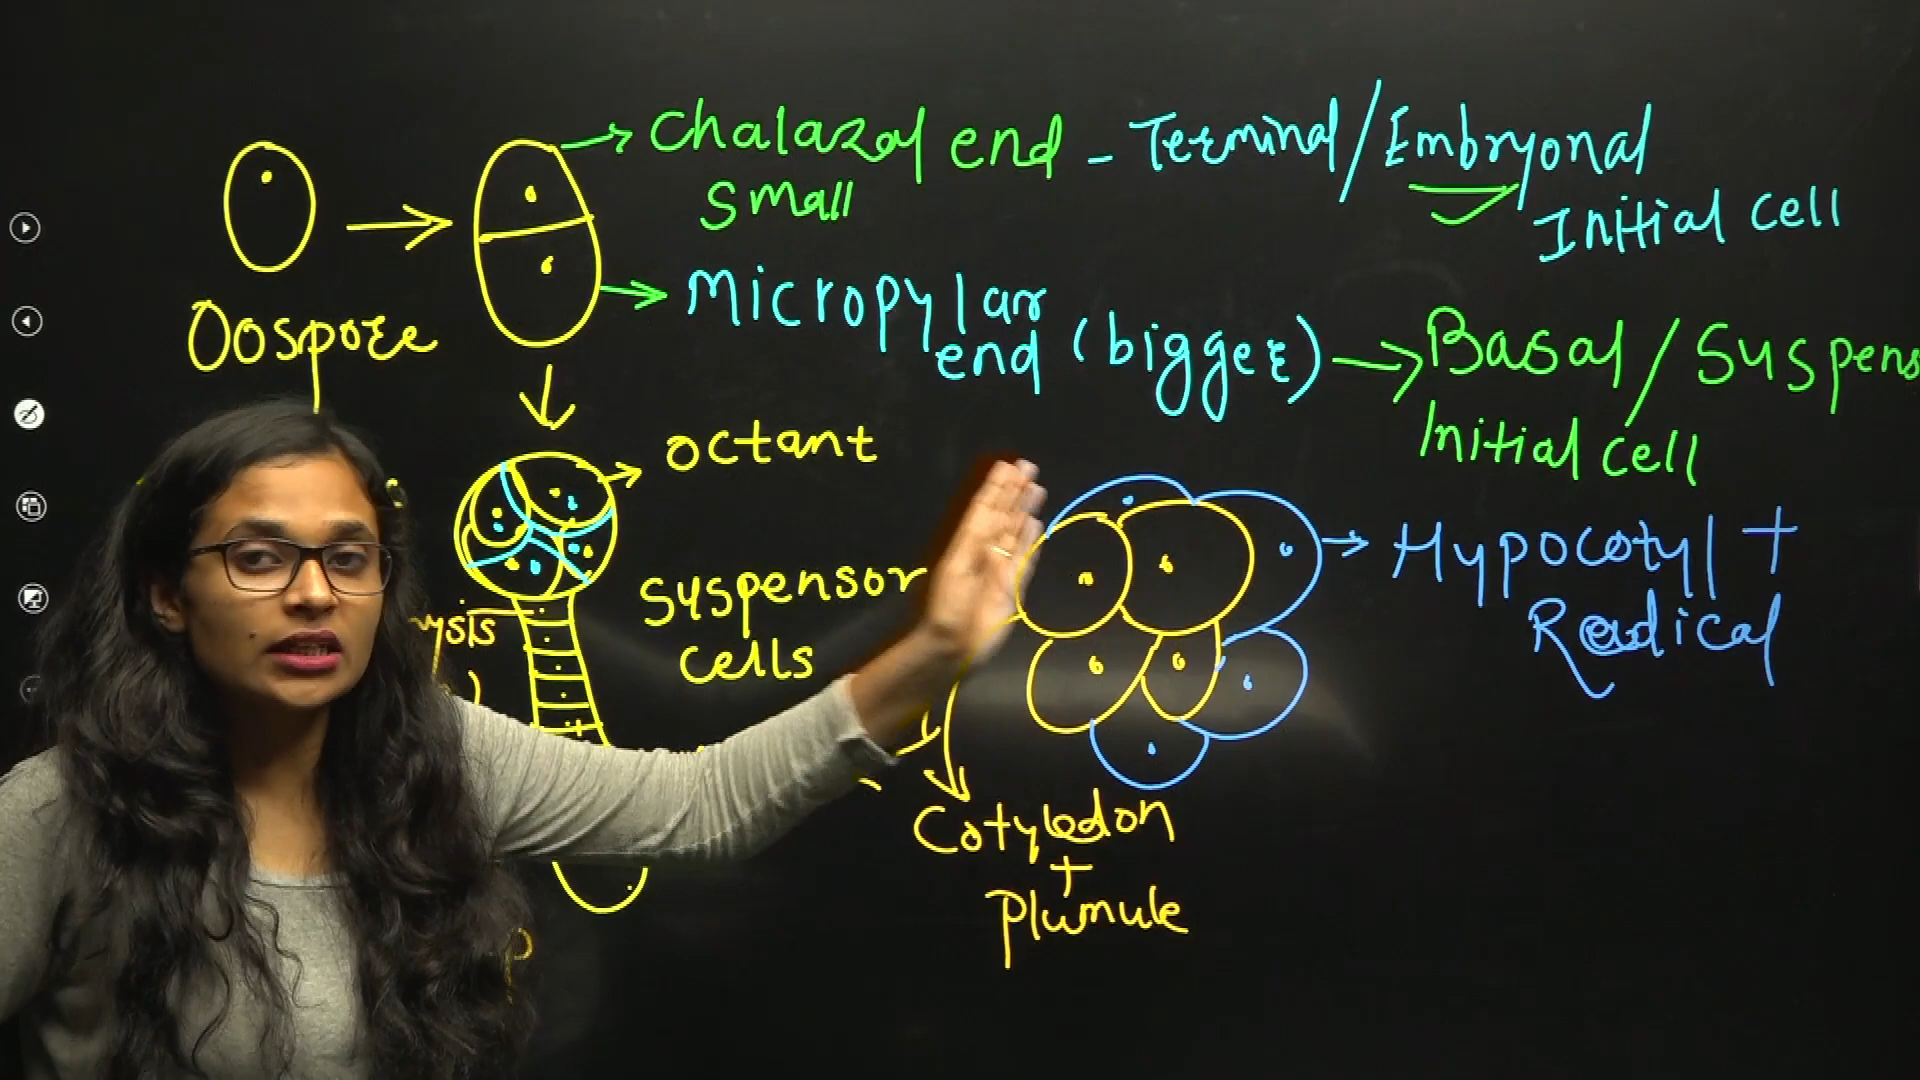 Chalazal end - Terminal/Embryonal
small
Initial cell
Micropylar
end (bigger)
Basal/Suspens
Initial cell
Oospore
octant
Hypocotyl +
Radical
suspensor
cells
ysis
Cotyledon
+
Plumule